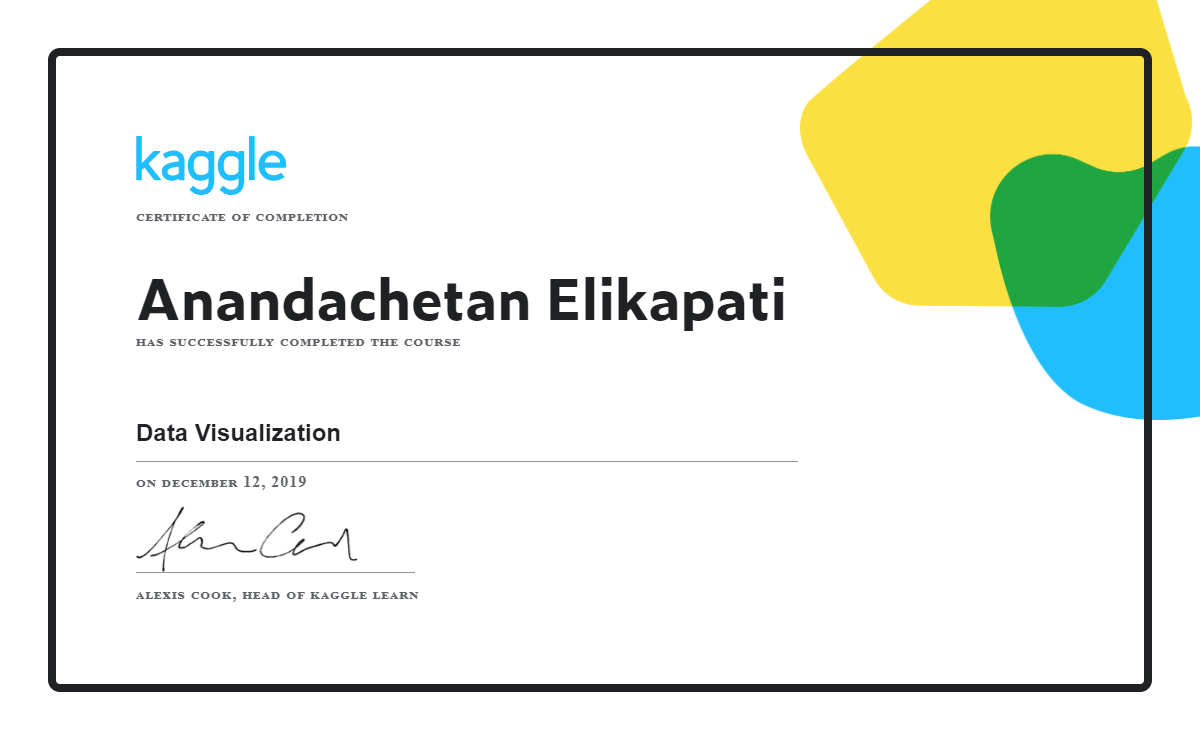 kaggle
CERTIFICATE OF COMPLETION
Anandachetan Elikapati
HAS SUCCESSFULLY COMPLETED THE COURSE
Data Visualization
ON DECEMBER 12, 2019
ALEXIS COOK, HEAD OF KAGGLE LEARN